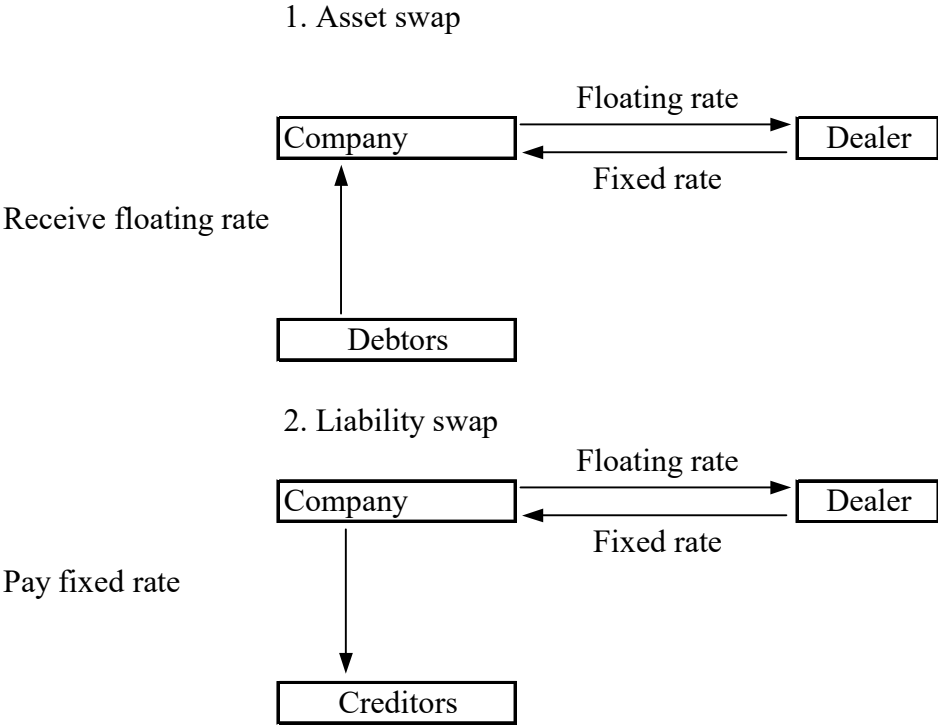 1. Asset swap
Floating rate
Company
Dealer
Fixed rate
Receive floating rate
Debtors
2. Liability swap
Floating rate
Company
Dealer
Fixed rate
Pay fixed rate
Creditors